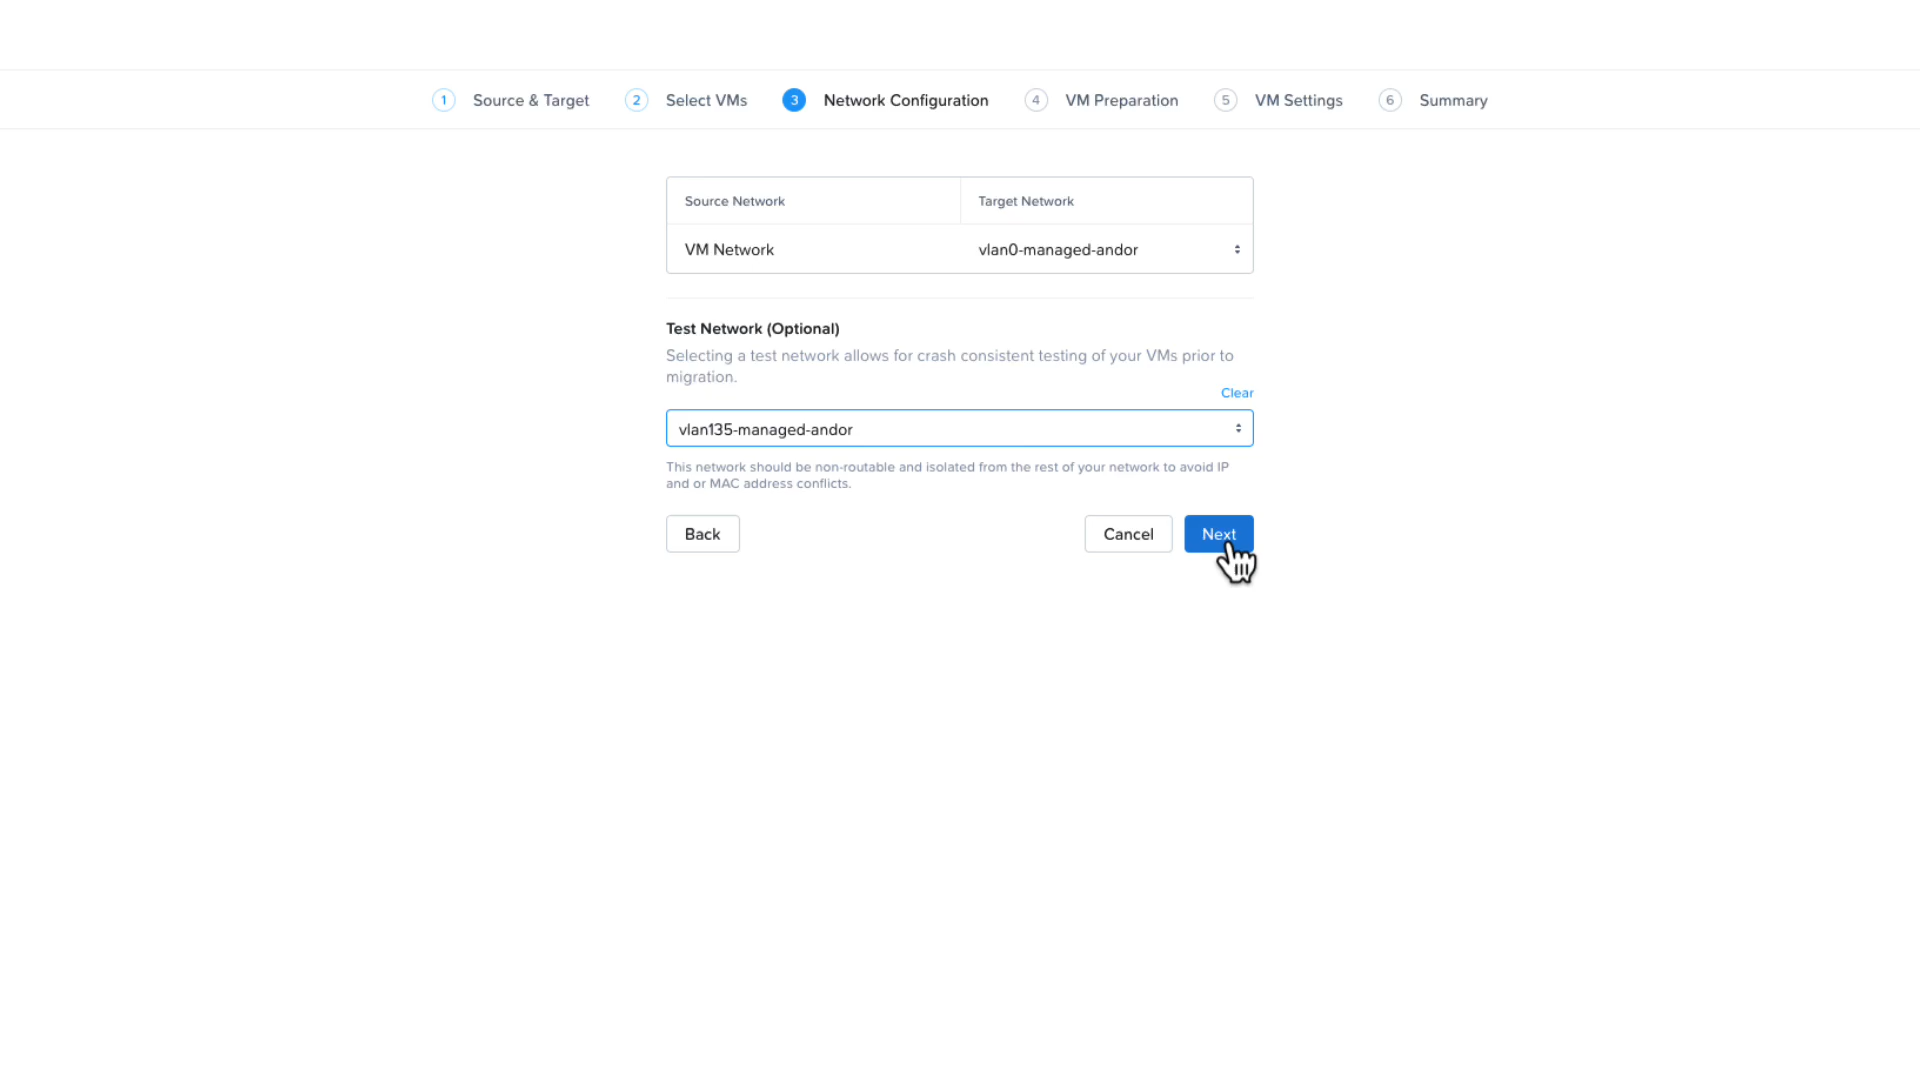 1 Source & Target 2 Select VMs 3 Network Configuration 4 VM Preparation 5 VM Settings 6 Summary
Source Network Target Network
VM Network vlan0-managed-andor
Test Network (Optional)
Selecting a test network allows for crash consistent testing of your VMs prior to
migration.
Clear
vlan135-managed-andor
This network should be non-routable and isolated from the rest of your network to avoid IP
and or MAC address conflicts.
Back Cancel Next